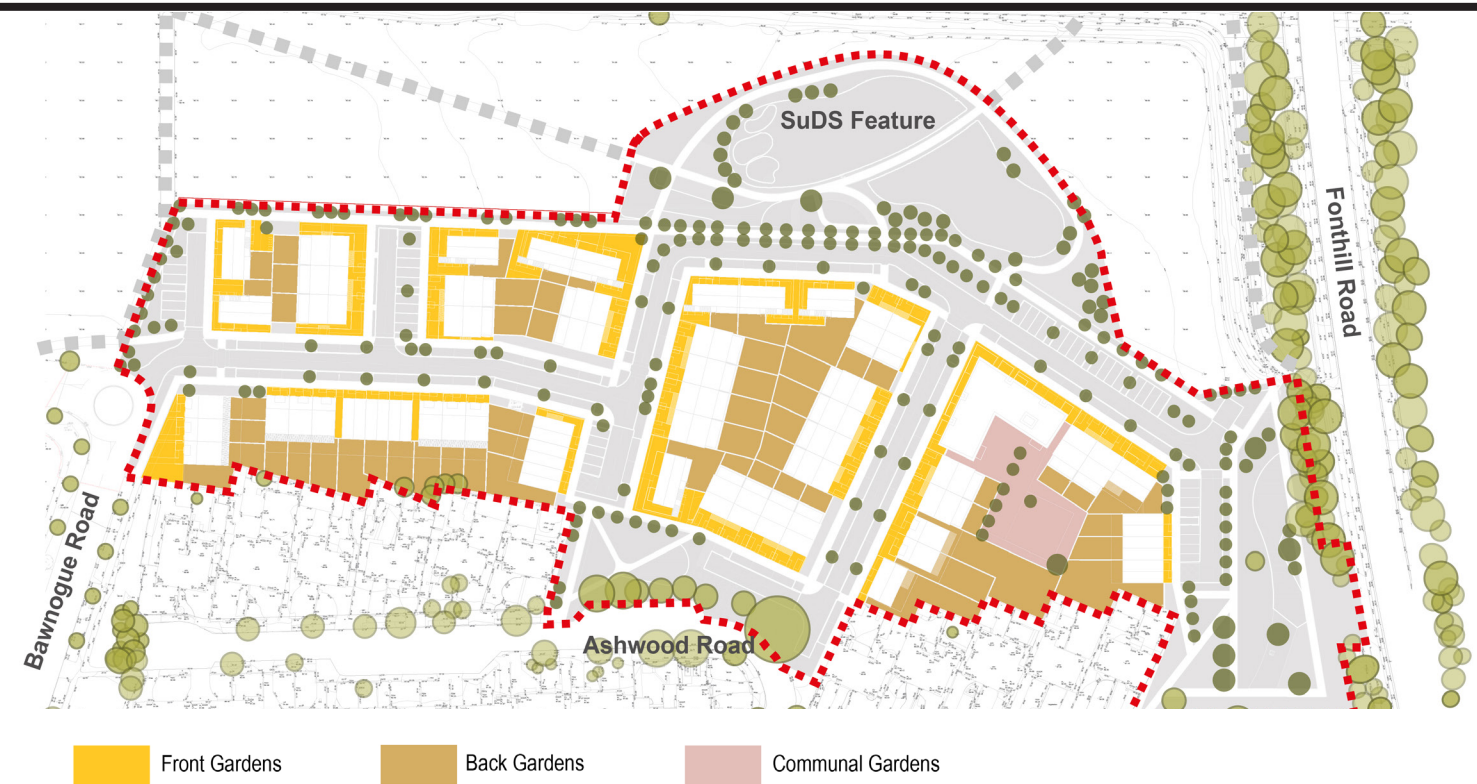 SuDS Feature
Fonthill Road
Bawnogue Road
Ashwood Road
Front Gardens
Back Gardens
Communal Gardens